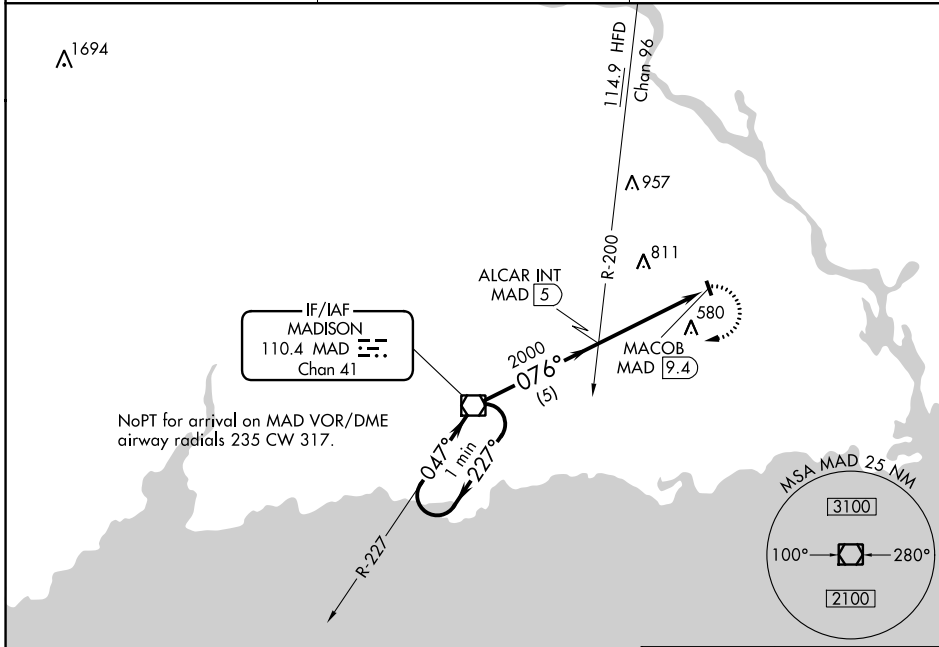 1694
114.9 HFD
Chan 96
957
R-200
811
ALCAR INT
MAD 5
580
MACOB
MAD 9.4
IF/IAF
MADISON
110.4 MAD
Chan 41
2000
076°
(5)
NoPT for arrival on MAD VOR/DME
airway radials 235 CW 317.
047°
1 min
227°
R-227
MSA MAD 25 NM
3100
100°
280°
2100